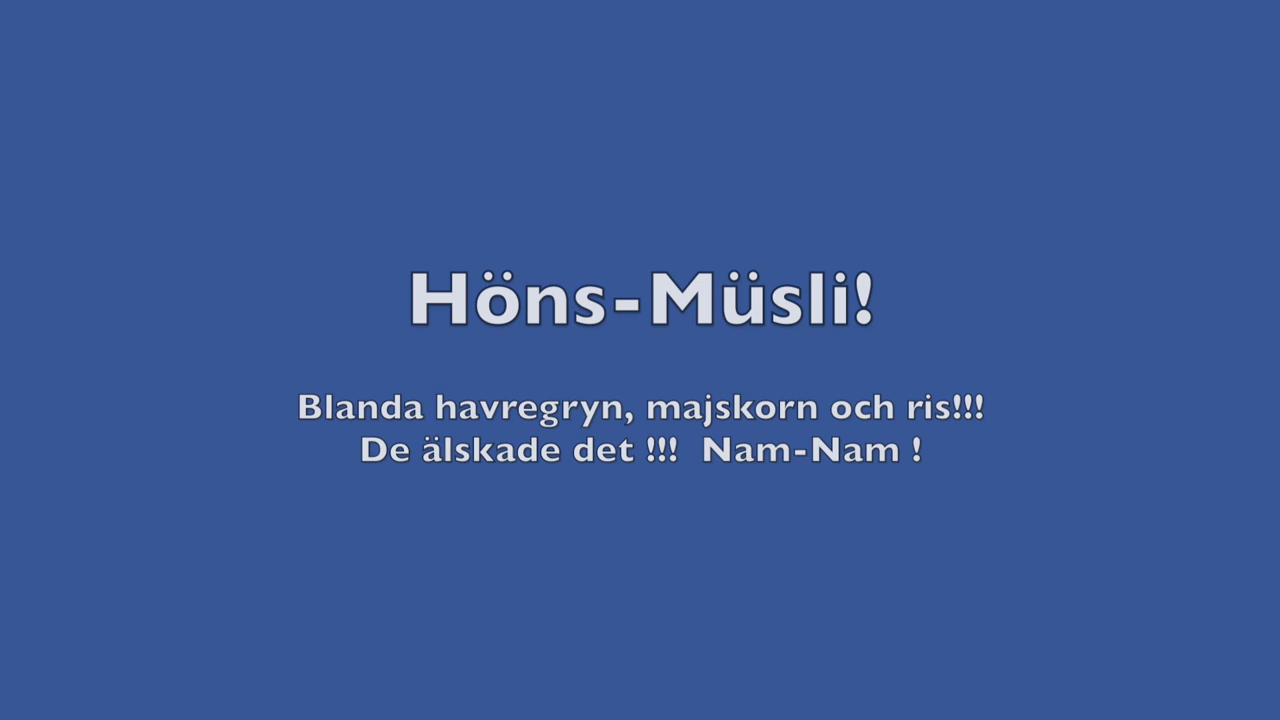 Höns-Müsli!
Blanda havregryn, majskorn och ris!!!
De älskade det !!!  Nam-Nam !